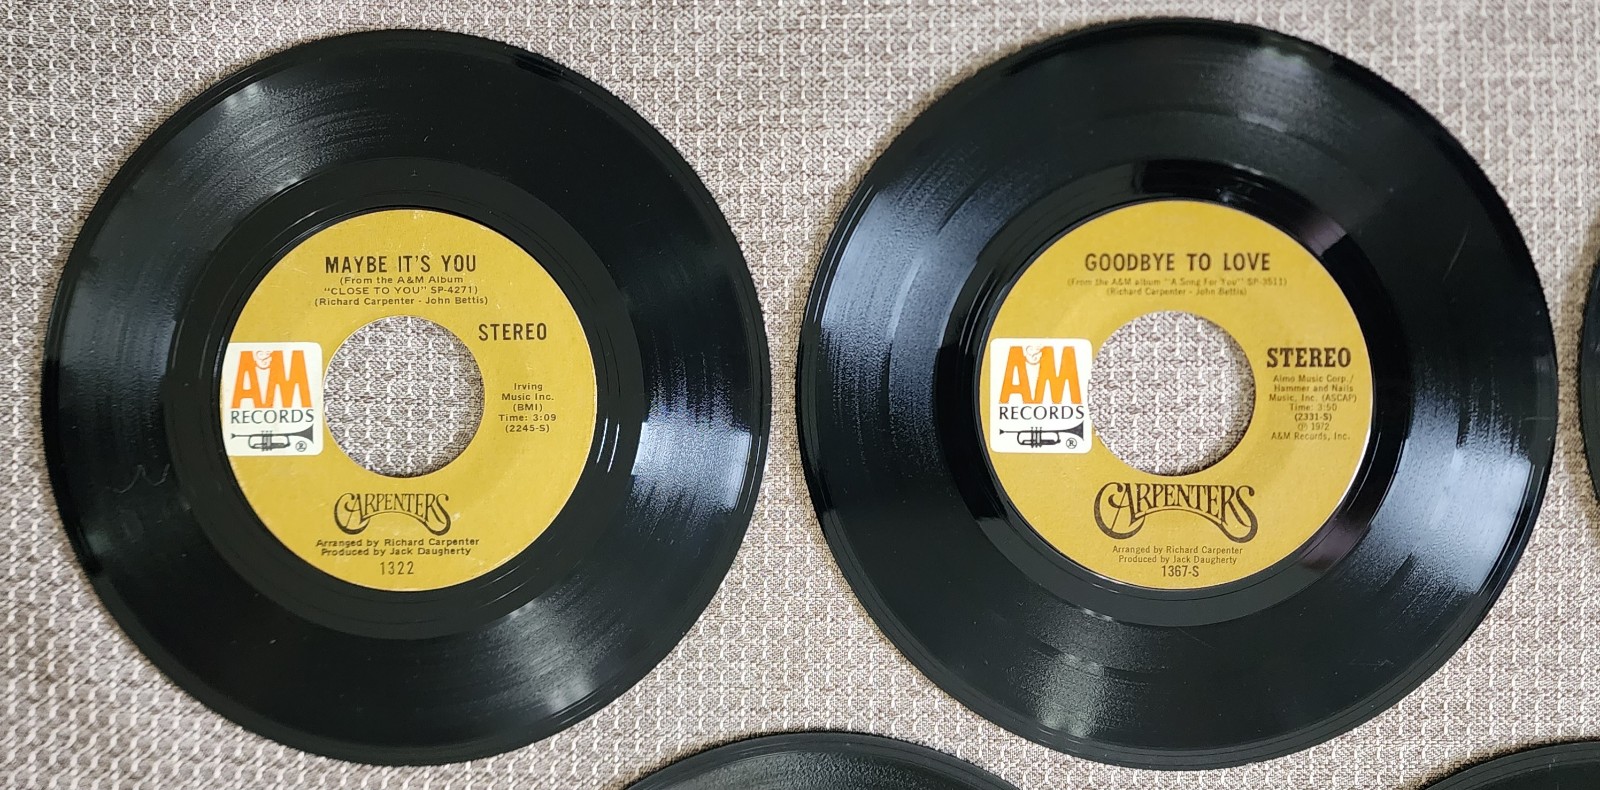 MAYBE IT'S YOU
(From the A&M Album
"CLOSE TO YOU" SP-4271)
(Richard Carpenter - John Bettis)
STEREO
A&M
RECORDS
®
Irving
Music Inc.
(BMI)
Time: 3:09
(2245-S)
CARPENTERS
Arranged by Richard Carpenter
Produced by Jack Daugherty
1322
GOODBYE TO LOVE
(From the A&M album "A Song For You" SP-3511)
(Richard Carpenter - John Bettis)
STEREO
A&M
RECORDS
®
Almo Music Corp./
Hammer and Nails
Music, Inc. (ASCAP)
Time: 3:50
(2331-S)
℗ 1972
A&M Records, Inc.
CARPENTERS
Arranged by Richard Carpenter
Produced by Jack Daugherty
1367-S